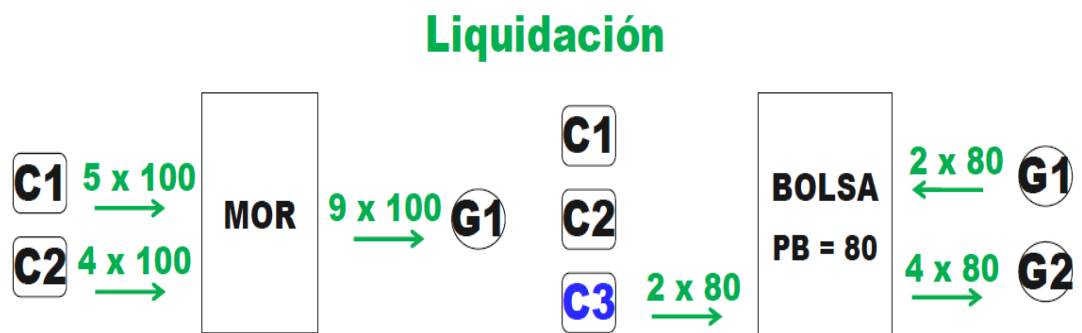 Liquidación
C1 5 x 100
C2 4 x 100
MOR
9 x 100 G1
C1
C2
C3 2 x 80
BOLSA
PB = 80
2 x 80 G1
4 x 80 G2